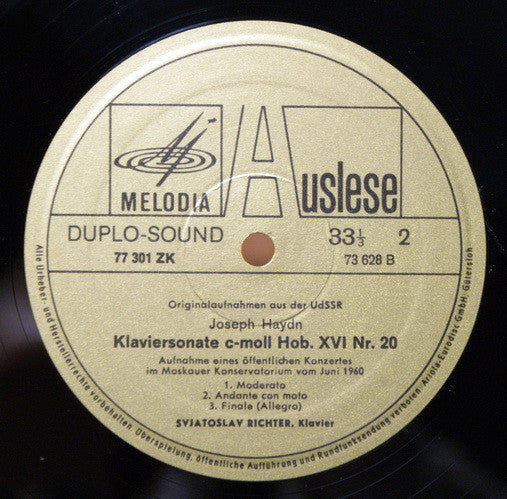 MELODIA
Auslese
DUPLO-SOUND
33⅓ 2
77 301 ZK
73 628 B
Originalaufnahmen aus der UdSSR
Joseph Haydn
Klaviersonate c-moll Hob. XVI Nr. 20
Aufnahme eines öffentlichen Konzertes
im Moskauer Konservatorium vom Juni 1960
1. Moderato
2. Andante con moto
3. Finale (Allegro)
SVJATOSLAV RICHTER, Klavier
Alle Urheber- und Herstellerrechte vorbehalten. Überspielung, öffentliche Aufführung und Rundfunksendung verboten. Ariola-Eurodisc GmbH. Gütersloh